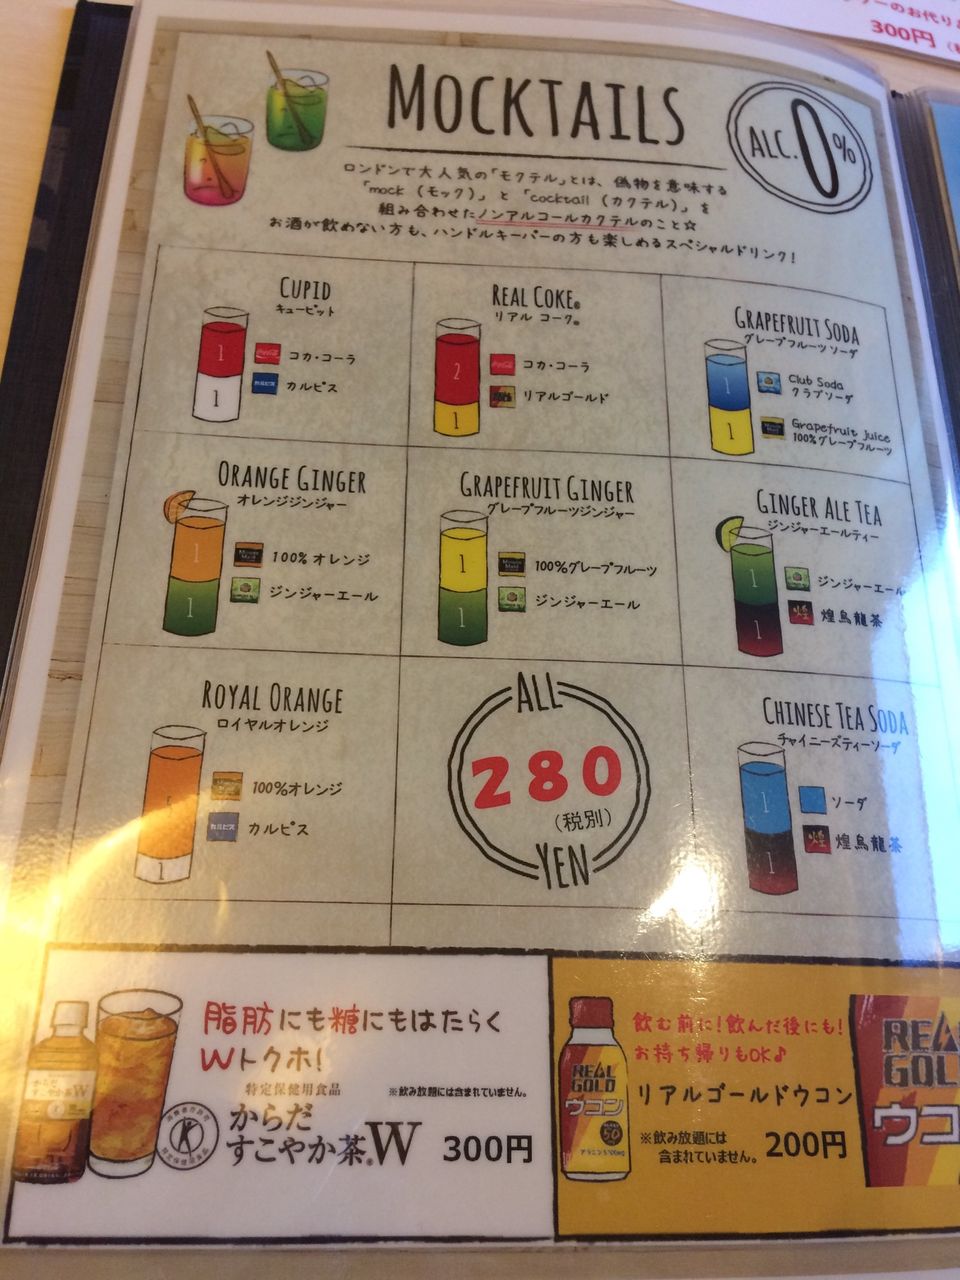 ーのお代り
300円
MOCKTAILS
ALC. 0%
ロンドンで大人気の「モクテル」とは、偽物を意味する
「mock（モック）」と「cocktail（カクテル）」を
組み合わせたノンアルコールカクテルのこと☆
お酒が飲めない方も、ハンドルキーパーの方も楽しめるスペシャルドリンク！
CUPID
キューピット
1
コカ・コーラ
1
カルピス
REAL COKE®
リアル コーク®
2
コカ・コーラ
1
リアルゴールド
GRAPEFRUIT SODA
グレープフルーツソーダ
1
Club Soda
クラブソーダ
1
Grapefruit juice
100%グレープフルーツ
ORANGE GINGER
オレンジジンジャー
1
100%オレンジ
1
ジンジャーエール
GRAPEFRUIT GINGER
グレープフルーツジンジャー
1
100%グレープフルーツ
1
ジンジャーエール
GINGER ALE TEA
ジンジャーエールティー
1
ジンジャーエール
1
煌烏龍茶
ROYAL ORANGE
ロイヤルオレンジ
100%オレンジ
1
カルピス
ALL
280
（税別）
YEN
CHINESE TEA SODA
チャイニーズティーソーダ
1
ソーダ
1
煌烏龍茶
脂肪にも糖にもはたらく
Wトクホ！
特定保健用食品
※飲み放題には含まれていません。
からだ
すこやか茶®W
300円
飲む前に！飲んだ後にも！
お持ち帰りもOK♪
リアルゴールドウコン
※飲み放題には
含まれていません。
200円
REAL
GOLD
ウコン
REA
GOL
ウコ